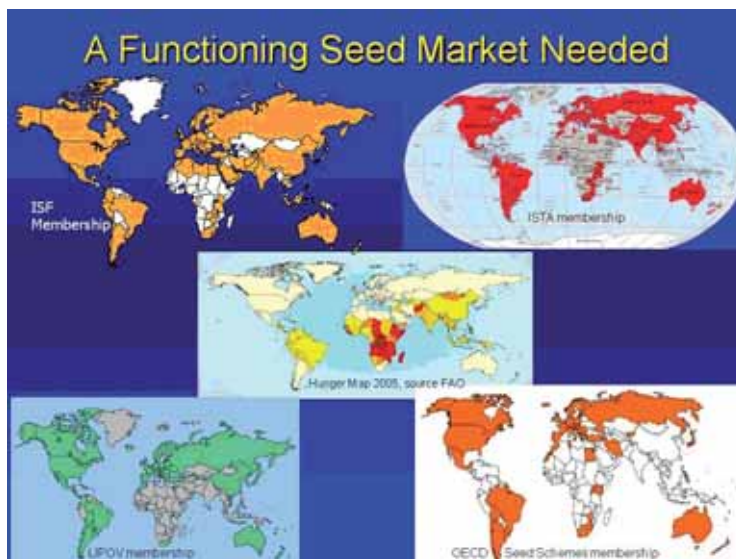 A Functioning Seed Market Needed
ISF
Membership
ISTA membership
Hunger Map 2005, source FAO
UPOV membership
OECD Seed Schemes membership